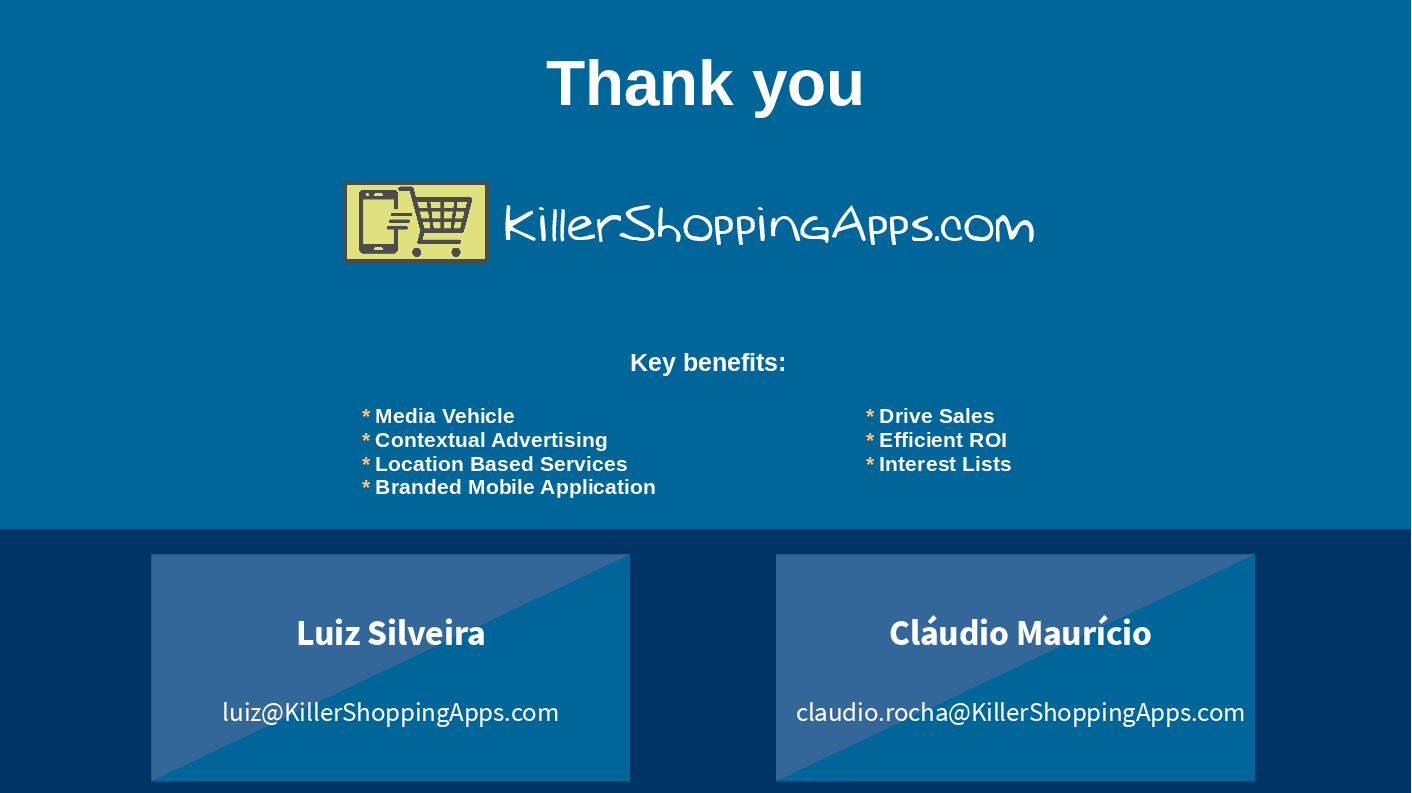 Thank you
KillerShoppingApps.com
Key benefits:
* Media Vehicle
* Contextual Advertising
* Location Based Services
* Branded Mobile Application
* Drive Sales
* Efficient ROI
* Interest Lists
Luiz Silveira
luiz@KillerShoppingApps.com
Cláudio Maurício
claudio.rocha@KillerShoppingApps.com